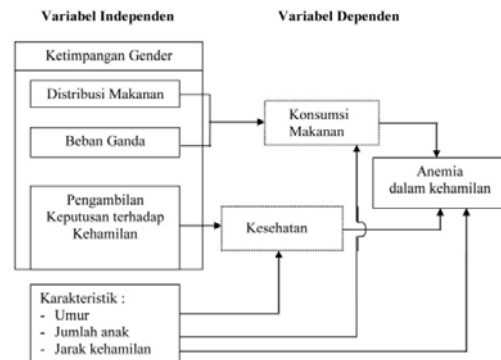 Variabel Independen
Variabel Dependen
Ketimpangan Gender
Distribusi Makanan
Beban Ganda
Pengambilan
Keputusan terhadap
Kehamilan
Konsumsi
Makanan
Kesehatan
Anemia
dalam kehamilan
Karakteristik :
- Umur
- Jumlah anak
- Jarak kehamilan